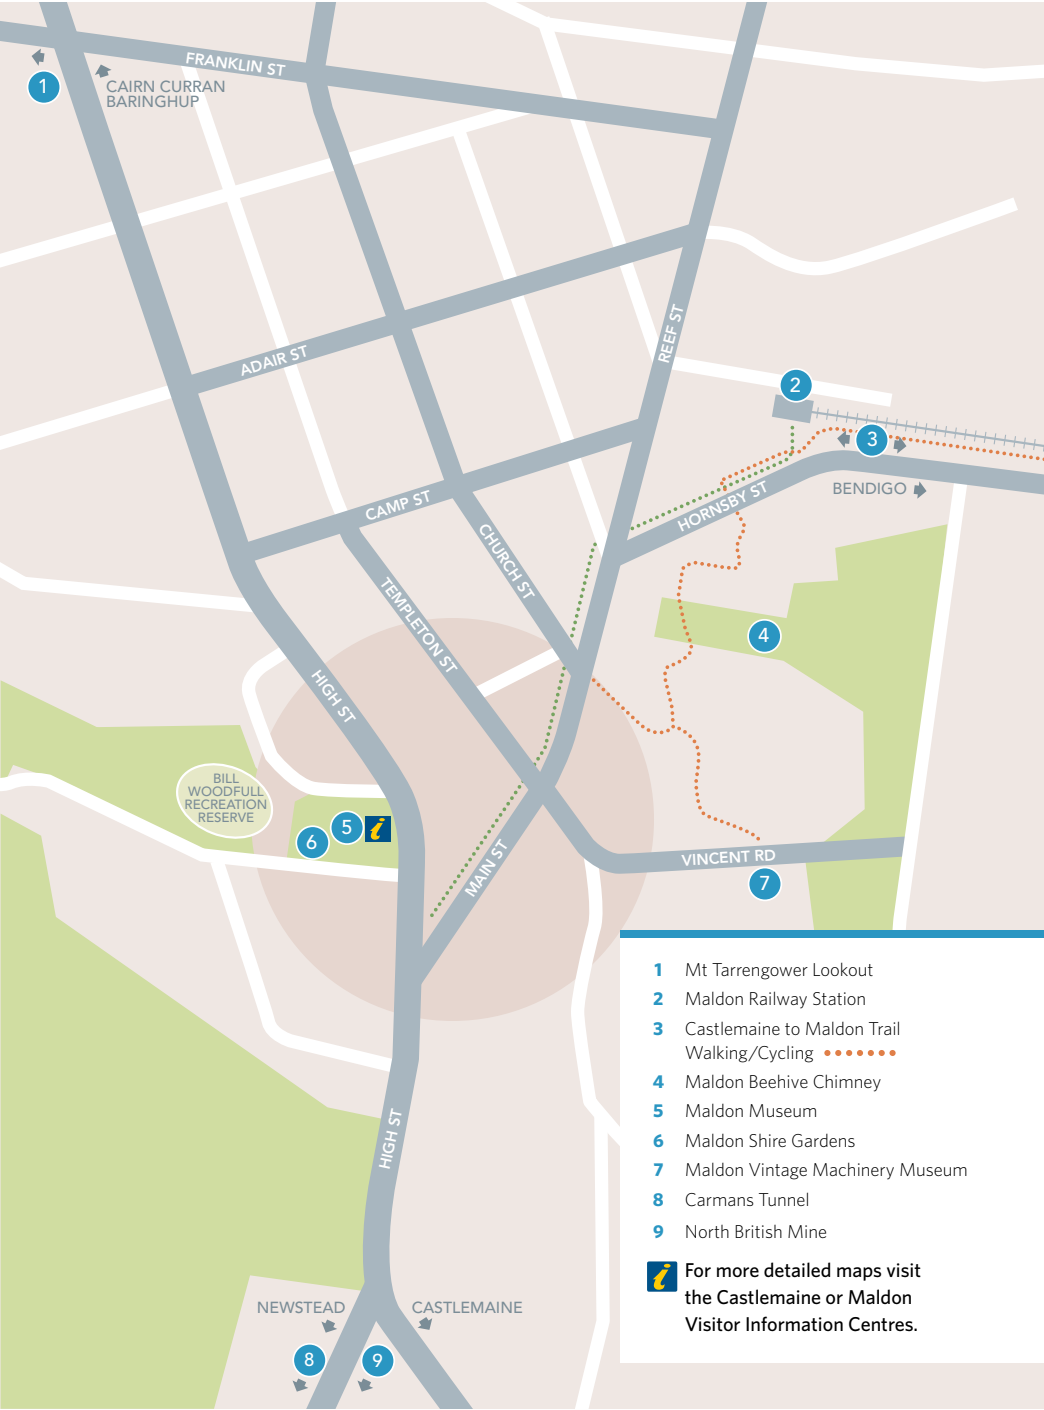 FRANKLIN ST
1
CAIRN CURRAN
BARINGHUP
REEF ST
ADAIR ST
2
3
BENDIGO
HORNSBY ST
CAMP ST
CHURCH ST
TEMPLETON ST
4
HIGH ST
BILL
WOODFULL
RECREATION
RESERVE
5
i
6
MAIN ST
VINCENT RD
7
HIGH ST
NEWSTEAD
CASTLEMAINE
8
9
1 Mt Tarrengower Lookout
2 Maldon Railway Station
3 Castlemaine to Maldon Trail
Walking/Cycling
4 Maldon Beehive Chimney
5 Maldon Museum
6 Maldon Shire Gardens
7 Maldon Vintage Machinery Museum
8 Carmans Tunnel
9 North British Mine
i For more detailed maps visit
the Castlemaine or Maldon
Visitor Information Centres.